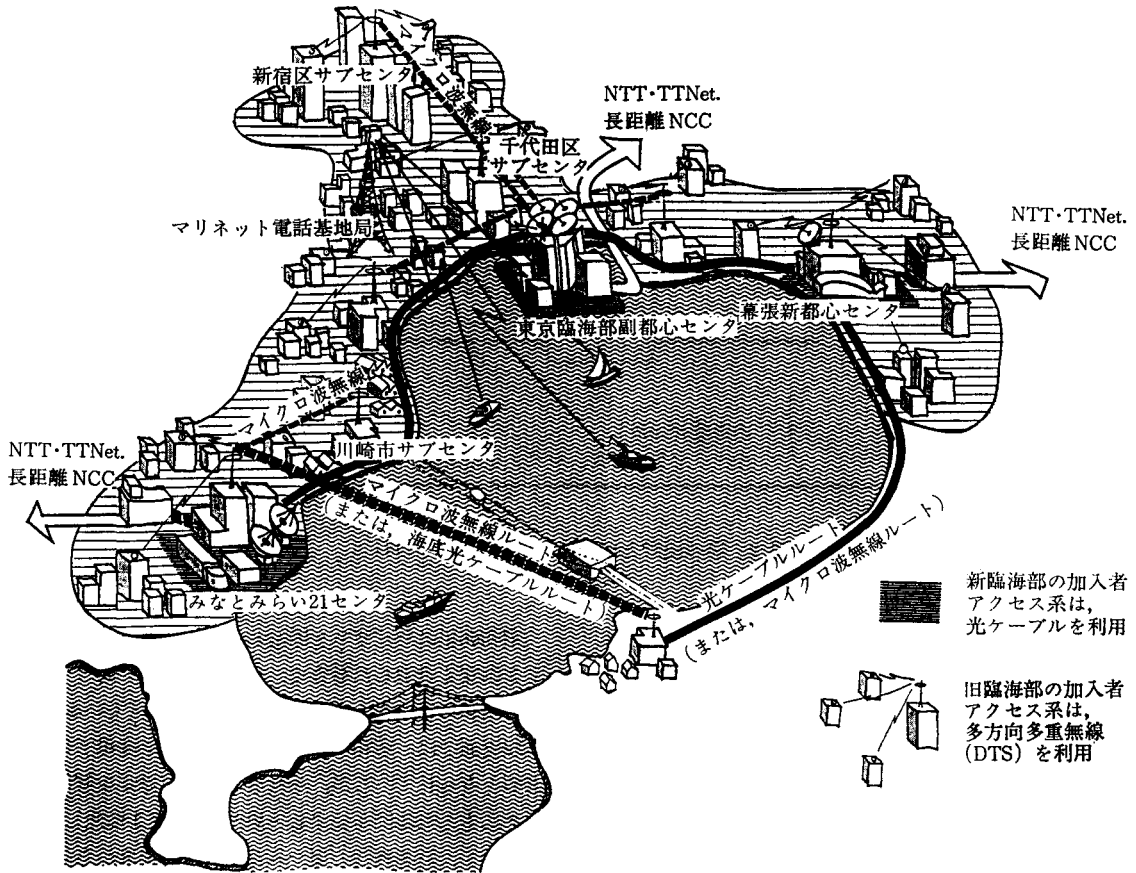 新宿区サブセンタ
マイクロ波無線
NTT・TTNet.
長距離NCC
千代田区
サブセンタ
マリネット電話基地局
NTT・TTNet.
長距離NCC
東京臨海部副都心センタ
幕張新都心センタ
マイクロ波無線
川崎市サブセンタ
NTT・TTNet.
長距離NCC
マイクロ波無線ルート
(または,海底光ケーブルルート)
光ケーブルルート
(または,マイクロ波無線ルート)
みなとみらい21センタ
新臨海部の加入者
アクセス系は,
光ケーブルを利用
旧臨海部の加入者
アクセス系は,
多方向多重無線
(DTS)を利用